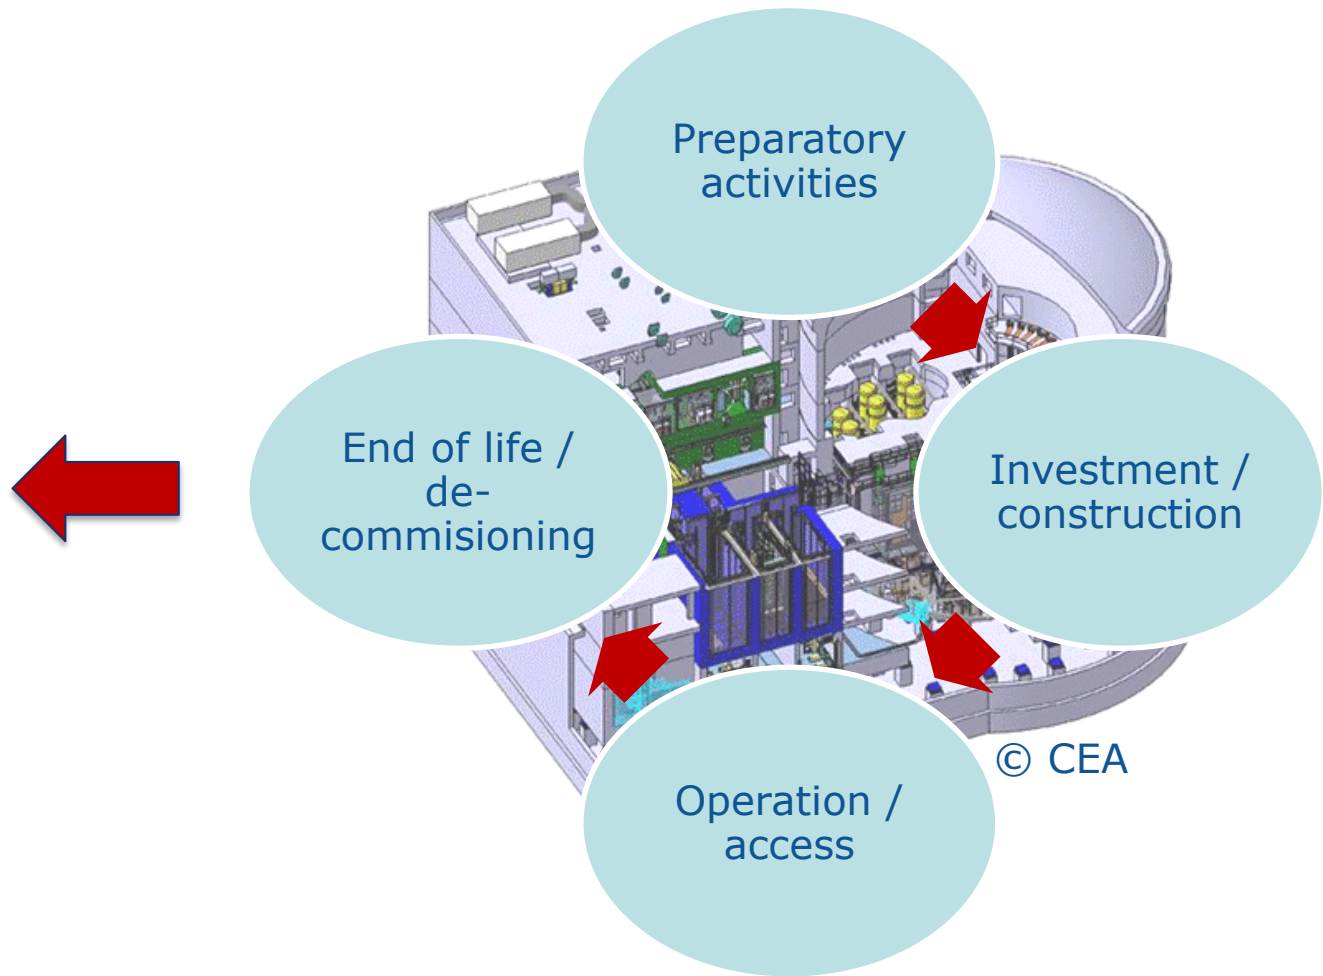 Preparatory
activities
End of life /
de-
commisioning
Investment /
construction
© CEA
Operation /
access